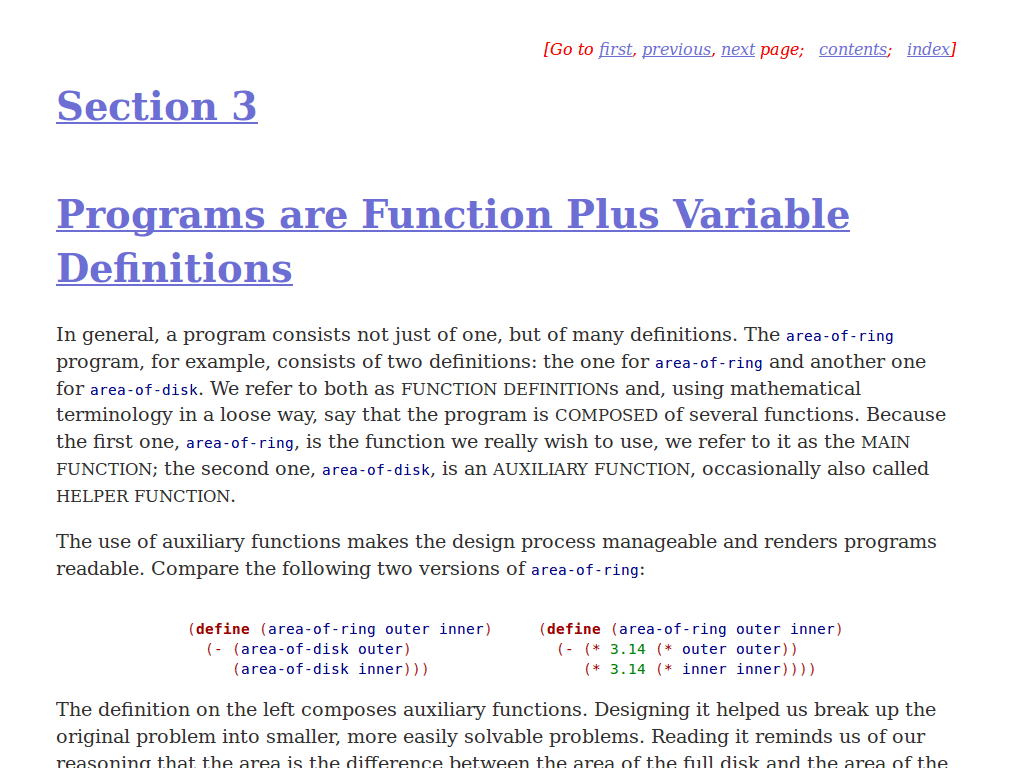 [Go to first, previous, next page;   contents;   index]
Section 3
Programs are Function Plus Variable
Definitions
In general, a program consists not just of one, but of many definitions. The area-of-ring
program, for example, consists of two definitions: the one for area-of-ring and another one
for area-of-disk. We refer to both as FUNCTION DEFINITIONs and, using mathematical
terminology in a loose way, say that the program is COMPOSED of several functions. Because
the first one, area-of-ring, is the function we really wish to use, we refer to it as the MAIN
FUNCTION; the second one, area-of-disk, is an AUXILIARY FUNCTION, occasionally also called
HELPER FUNCTION.
The use of auxiliary functions makes the design process manageable and renders programs
readable. Compare the following two versions of area-of-ring:
(define (area-of-ring outer inner)
  (- (area-of-disk outer)
     (area-of-disk inner)))
(define (area-of-ring outer inner)
  (- (* 3.14 (* outer outer))
     (* 3.14 (* inner inner))))
The definition on the left composes auxiliary functions. Designing it helped us break up the
original problem into smaller, more easily solvable problems. Reading it reminds us of our
reasoning that the area is the difference between the area of the full disk and the area of the